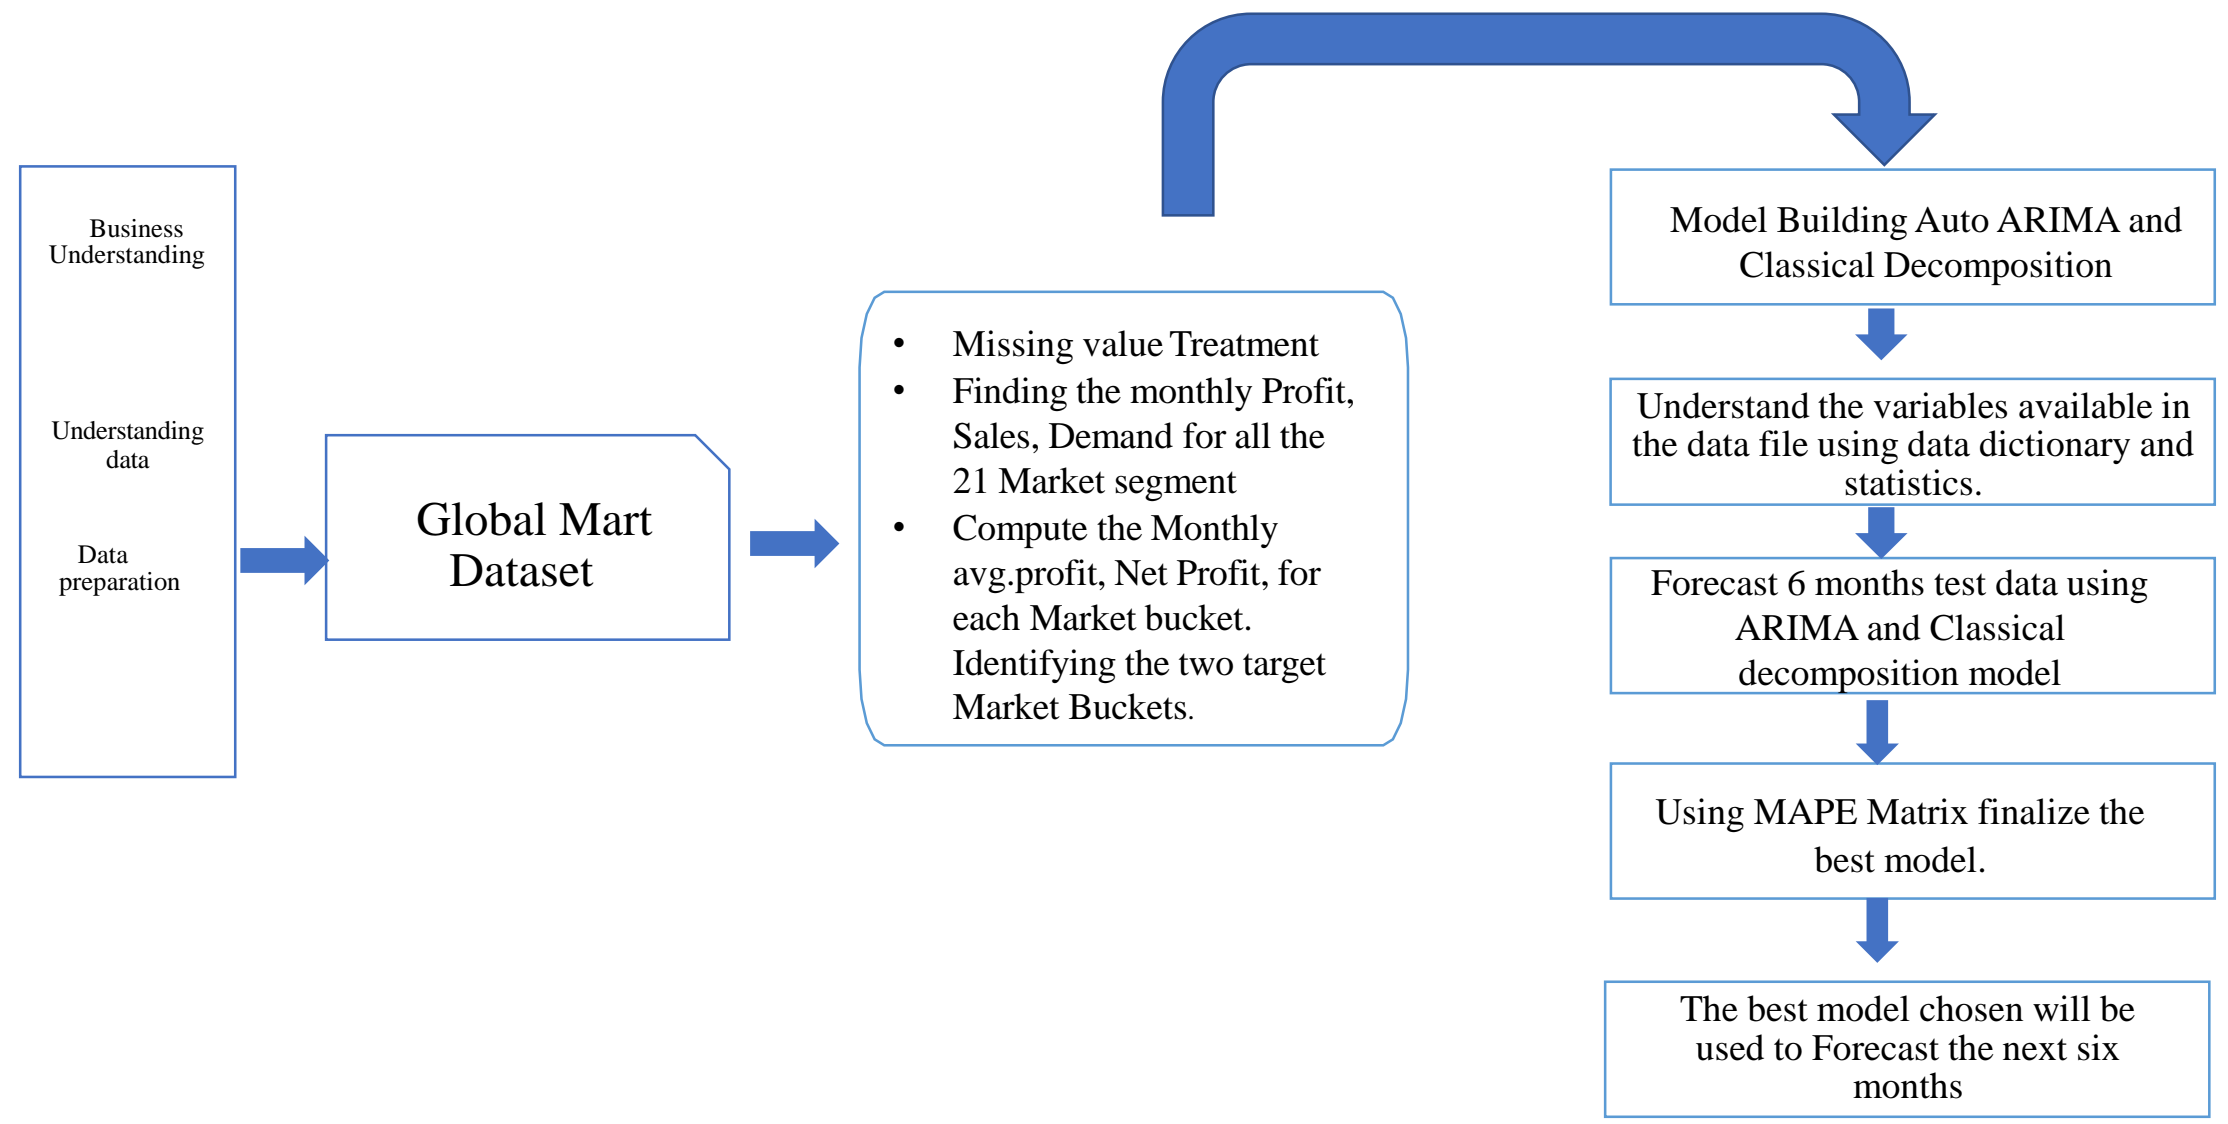 Business
Understanding
Understanding
data
Data
preparation
Global Mart
Dataset
• Missing value Treatment
• Finding the monthly Profit,
Sales, Demand for all the
21 Market segment
• Compute the Monthly
avg.profit, Net Profit, for
each Market bucket.
Identifying the two target
Market Buckets.
Model Building Auto ARIMA and
Classical Decomposition
Understand the variables available in
the data file using data dictionary and
statistics.
Forecast 6 months test data using
ARIMA and Classical
decomposition model
Using MAPE Matrix finalize the
best model.
The best model chosen will be
used to Forecast the next six
months